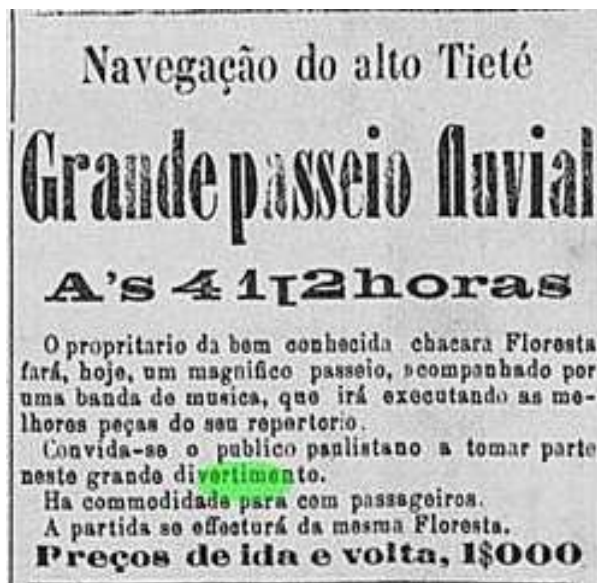 Navegação do alto Tieté
Grande passeio fluvial
A's 4 1[2 horas
O propritario da bem conhecida chacara Floresta
fará, hoje, um magnifico passeio, acompanhado por
uma banda de musica, que irá executando as me-
lhores peças do seu repertorio.
Convida-se o publico paulistano a tomar parte
neste grande divertimento.
Ha commodidade para cem passageiros.
A partida se effecturá da mesma Floresta.
Preços de ida e volta, 1$000